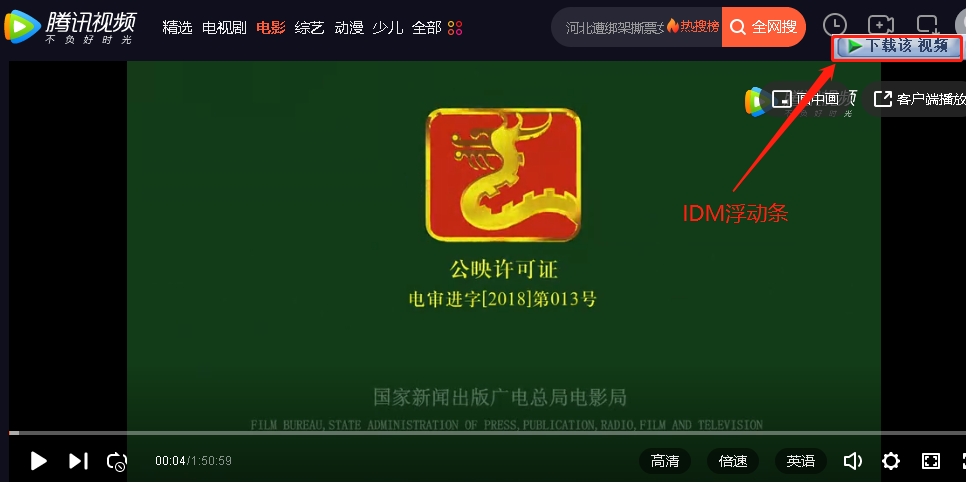 腾讯视频
不负好时光
精选 电视剧 电影 综艺 动漫 少儿 全部
河北遭绑架撕票女 热搜榜 全网搜
下载该 视频
画中画 客户端播放
IDM浮动条
公映许可证
电审进字[2018]第013号
国家新闻出版广电总局电影局
FILM BUREAU,STATE ADMINISTRATION OF PRESS,PUBLICATION,RADIO,FILM AND TELEVISION
00:04/1:50:59 高清 倍速 英语